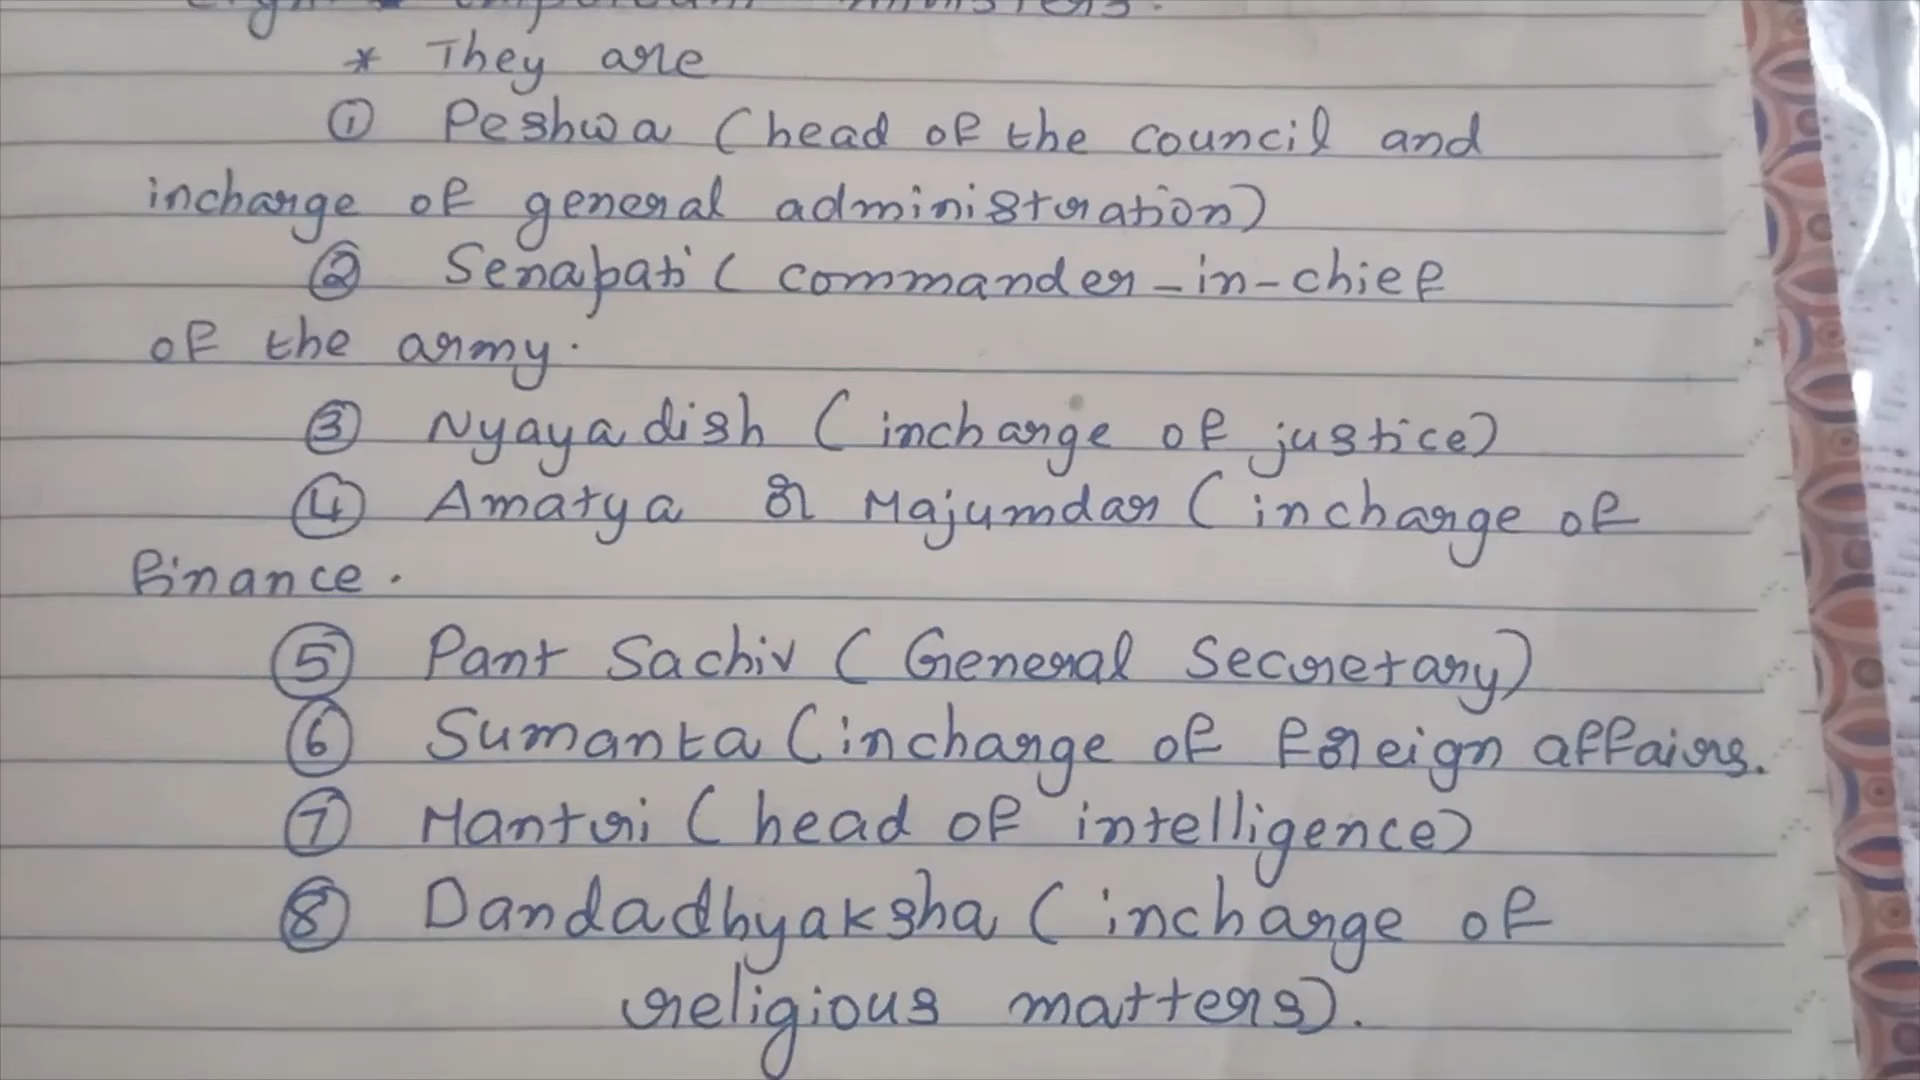 * They are
① Peshwa (head of the council and
incharge of general administration)
② Senapati ( commander-in-chief
of the army.
③ Nyayadish (incharge of justice)
④ Amatya or Majumdar (incharge of
finance.
⑤ Pant Sachiv (General Secretary)
⑥ Sumanta (incharge of foreign affairs.
⑦ Mantri (head of intelligence)
⑧ Dandadhyaksha (incharge of
religious matters).